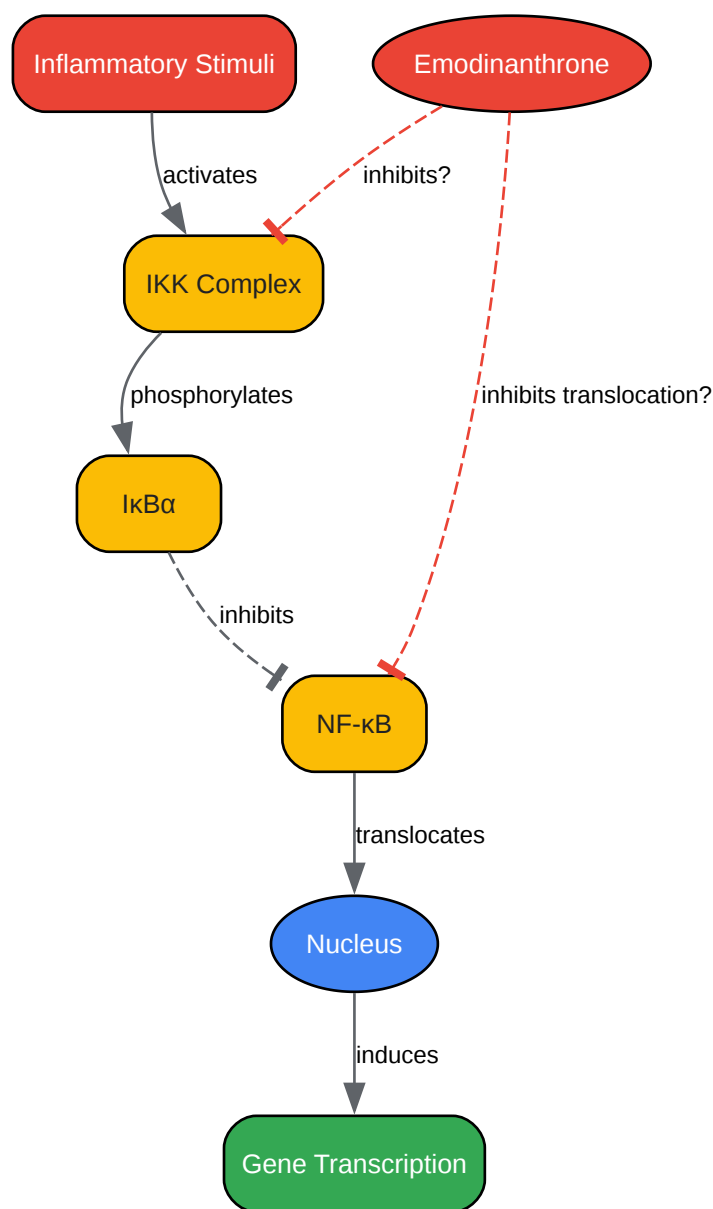 Inflammatory Stimuli
Emodinanthrone
activates
inhibits?
IKK Complex
phosphorylates
inhibits translocation?
IκBα
inhibits
NF-κB
translocates
Nucleus
induces
Gene Transcription